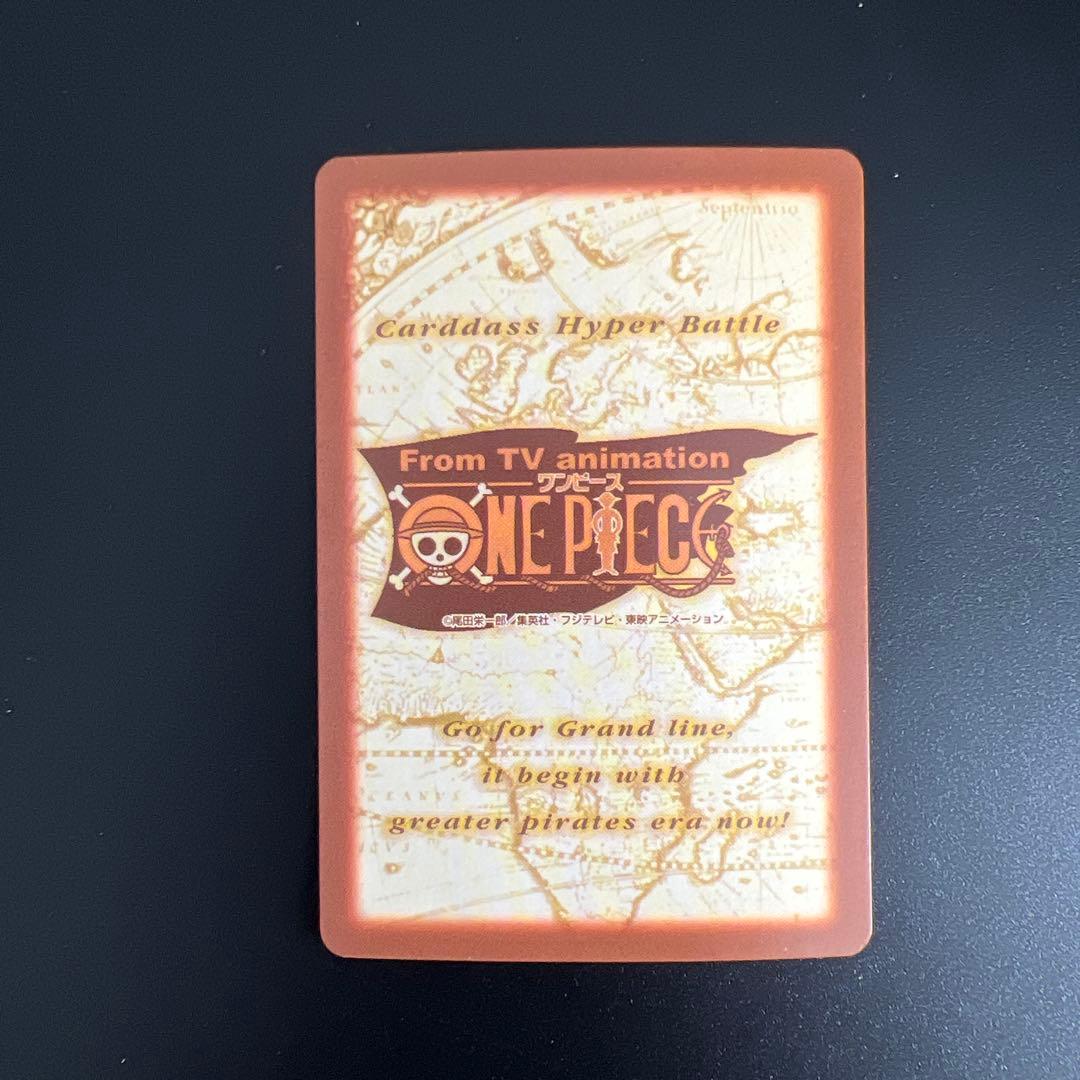 Septentrio
Carddass Hyper Battle
From TV animation
ワンピース
ONE PIECE
©尾田栄一郎／集英社・フジテレビ・東映アニメーション
Go for Grand line,
it begin with
greater pirates era now!